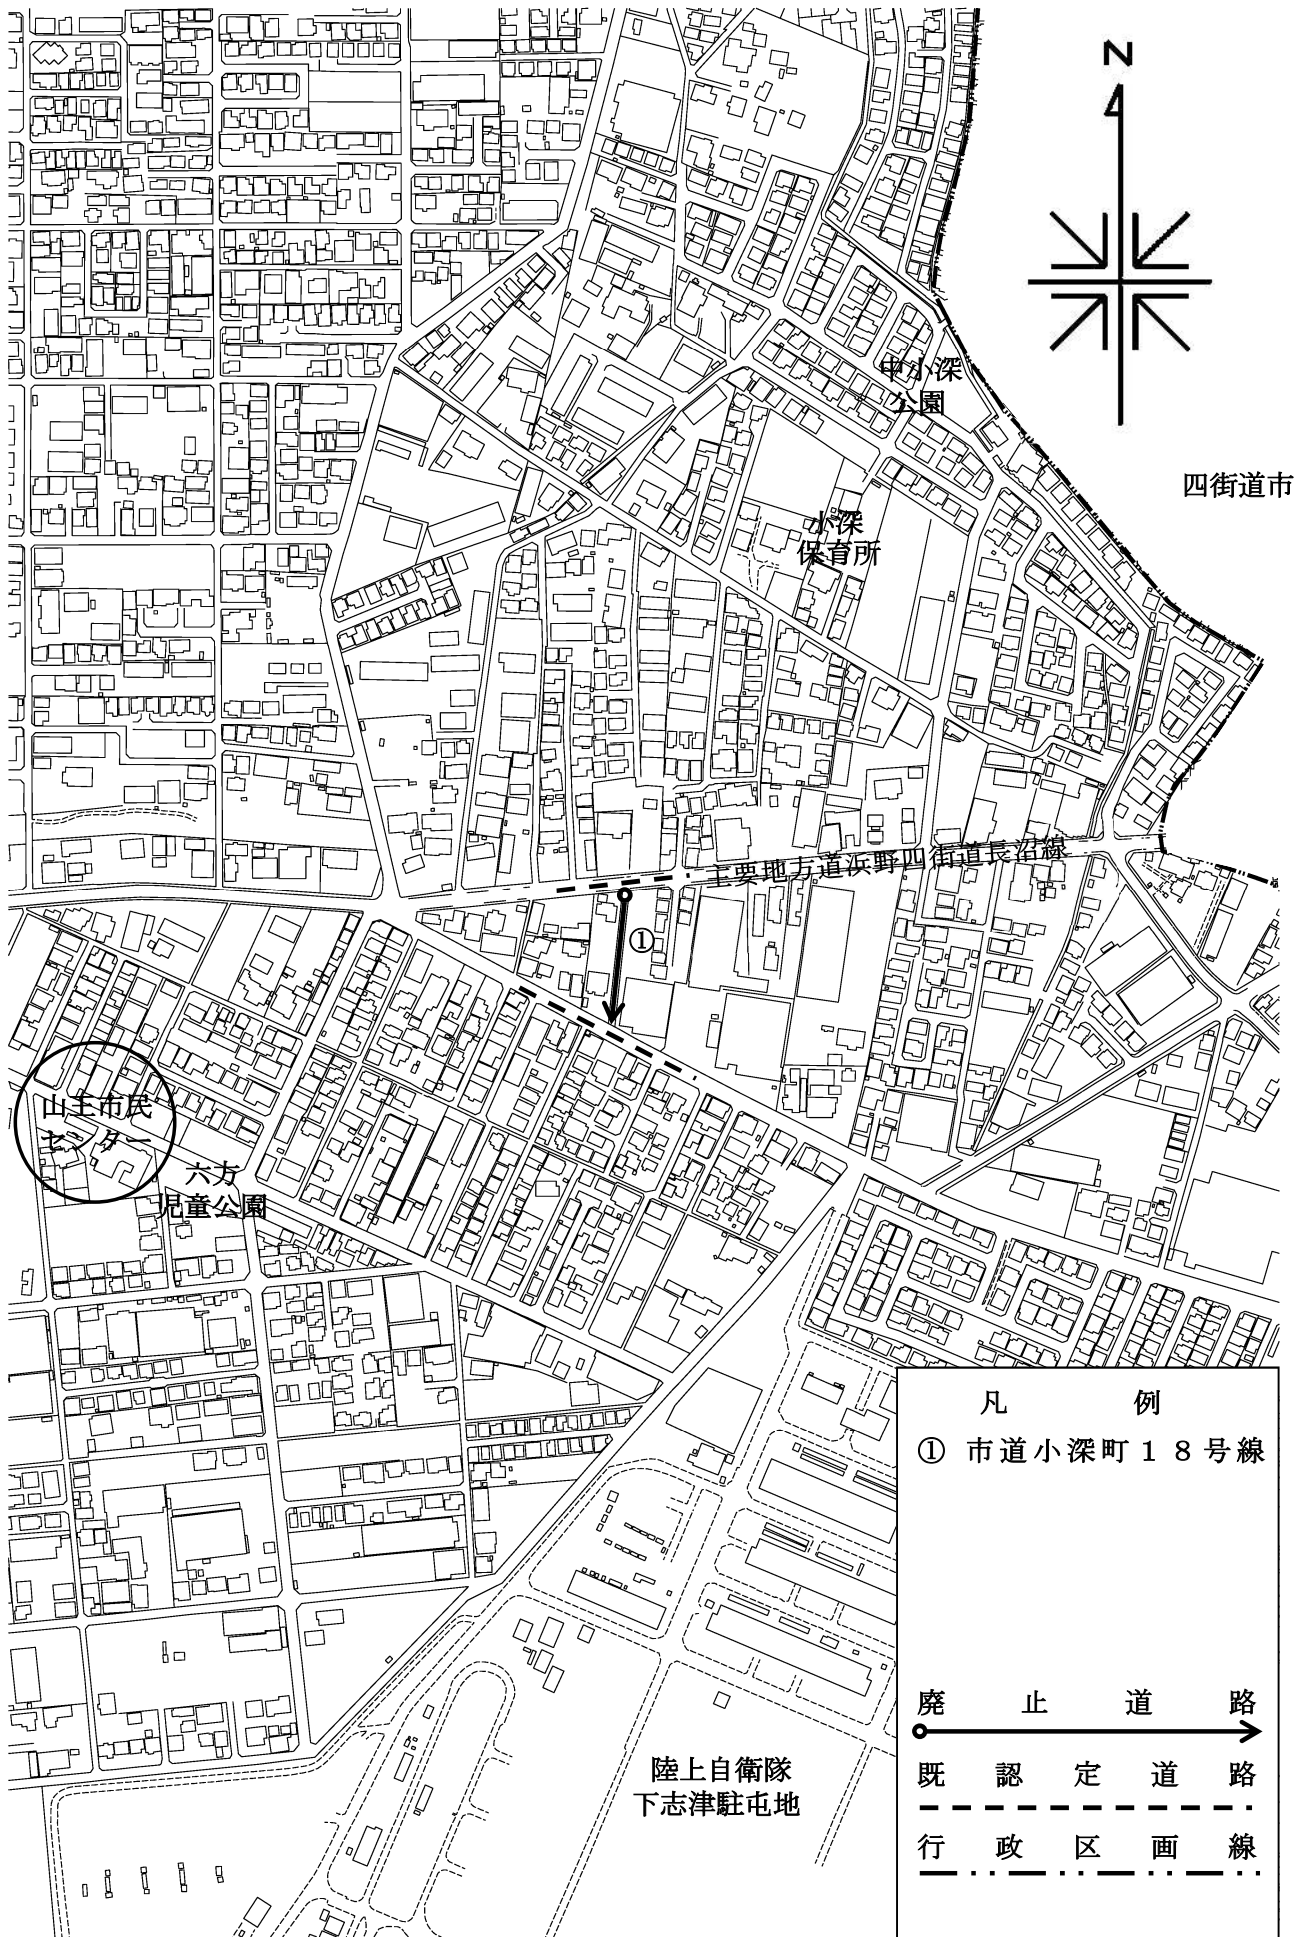 N
中小深
公園
四街道市
小深
保育所
主要地方道浜野四街道長沼線
①
山王市民
センター
六方
児童公園
凡例
① 市道小深町１８号線
廃止道路
既認定道路
行政区画線
陸上自衛隊
下志津駐屯地